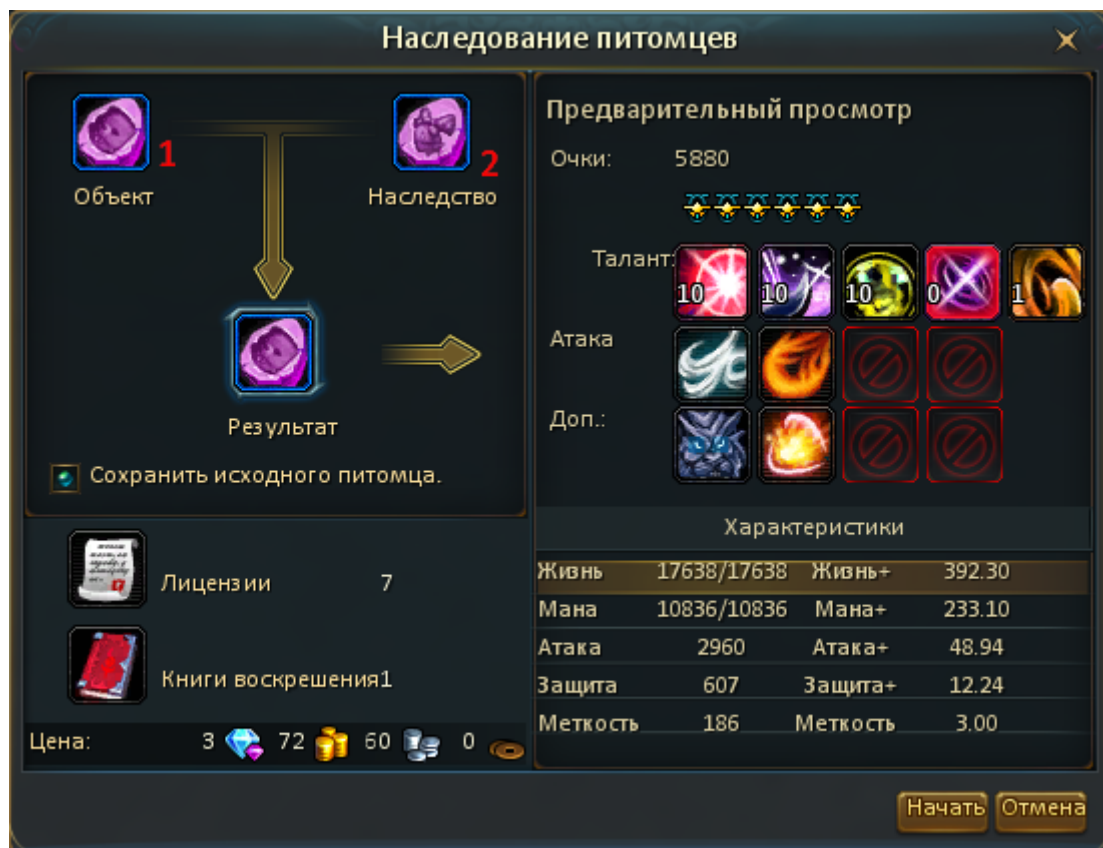 Наследование питомцев
1
2
Объект
Наследство
Результат
Сохранить исходного питомца.
Лицензии 7
Книги воскрешения1
Цена: 3 72 60 0
Предварительный просмотр
Очки: 5880
Талант:
10 10 10 0 1
Атака
Доп.:
Характеристики
Жизнь 17638/17638 Жизнь+ 392.30
Мана 10836/10836 Мана+ 233.10
Атака 2960 Атака+ 48.94
Защита 607 Защита+ 12.24
Меткость 186 Меткость 3.00
Начать Отмена